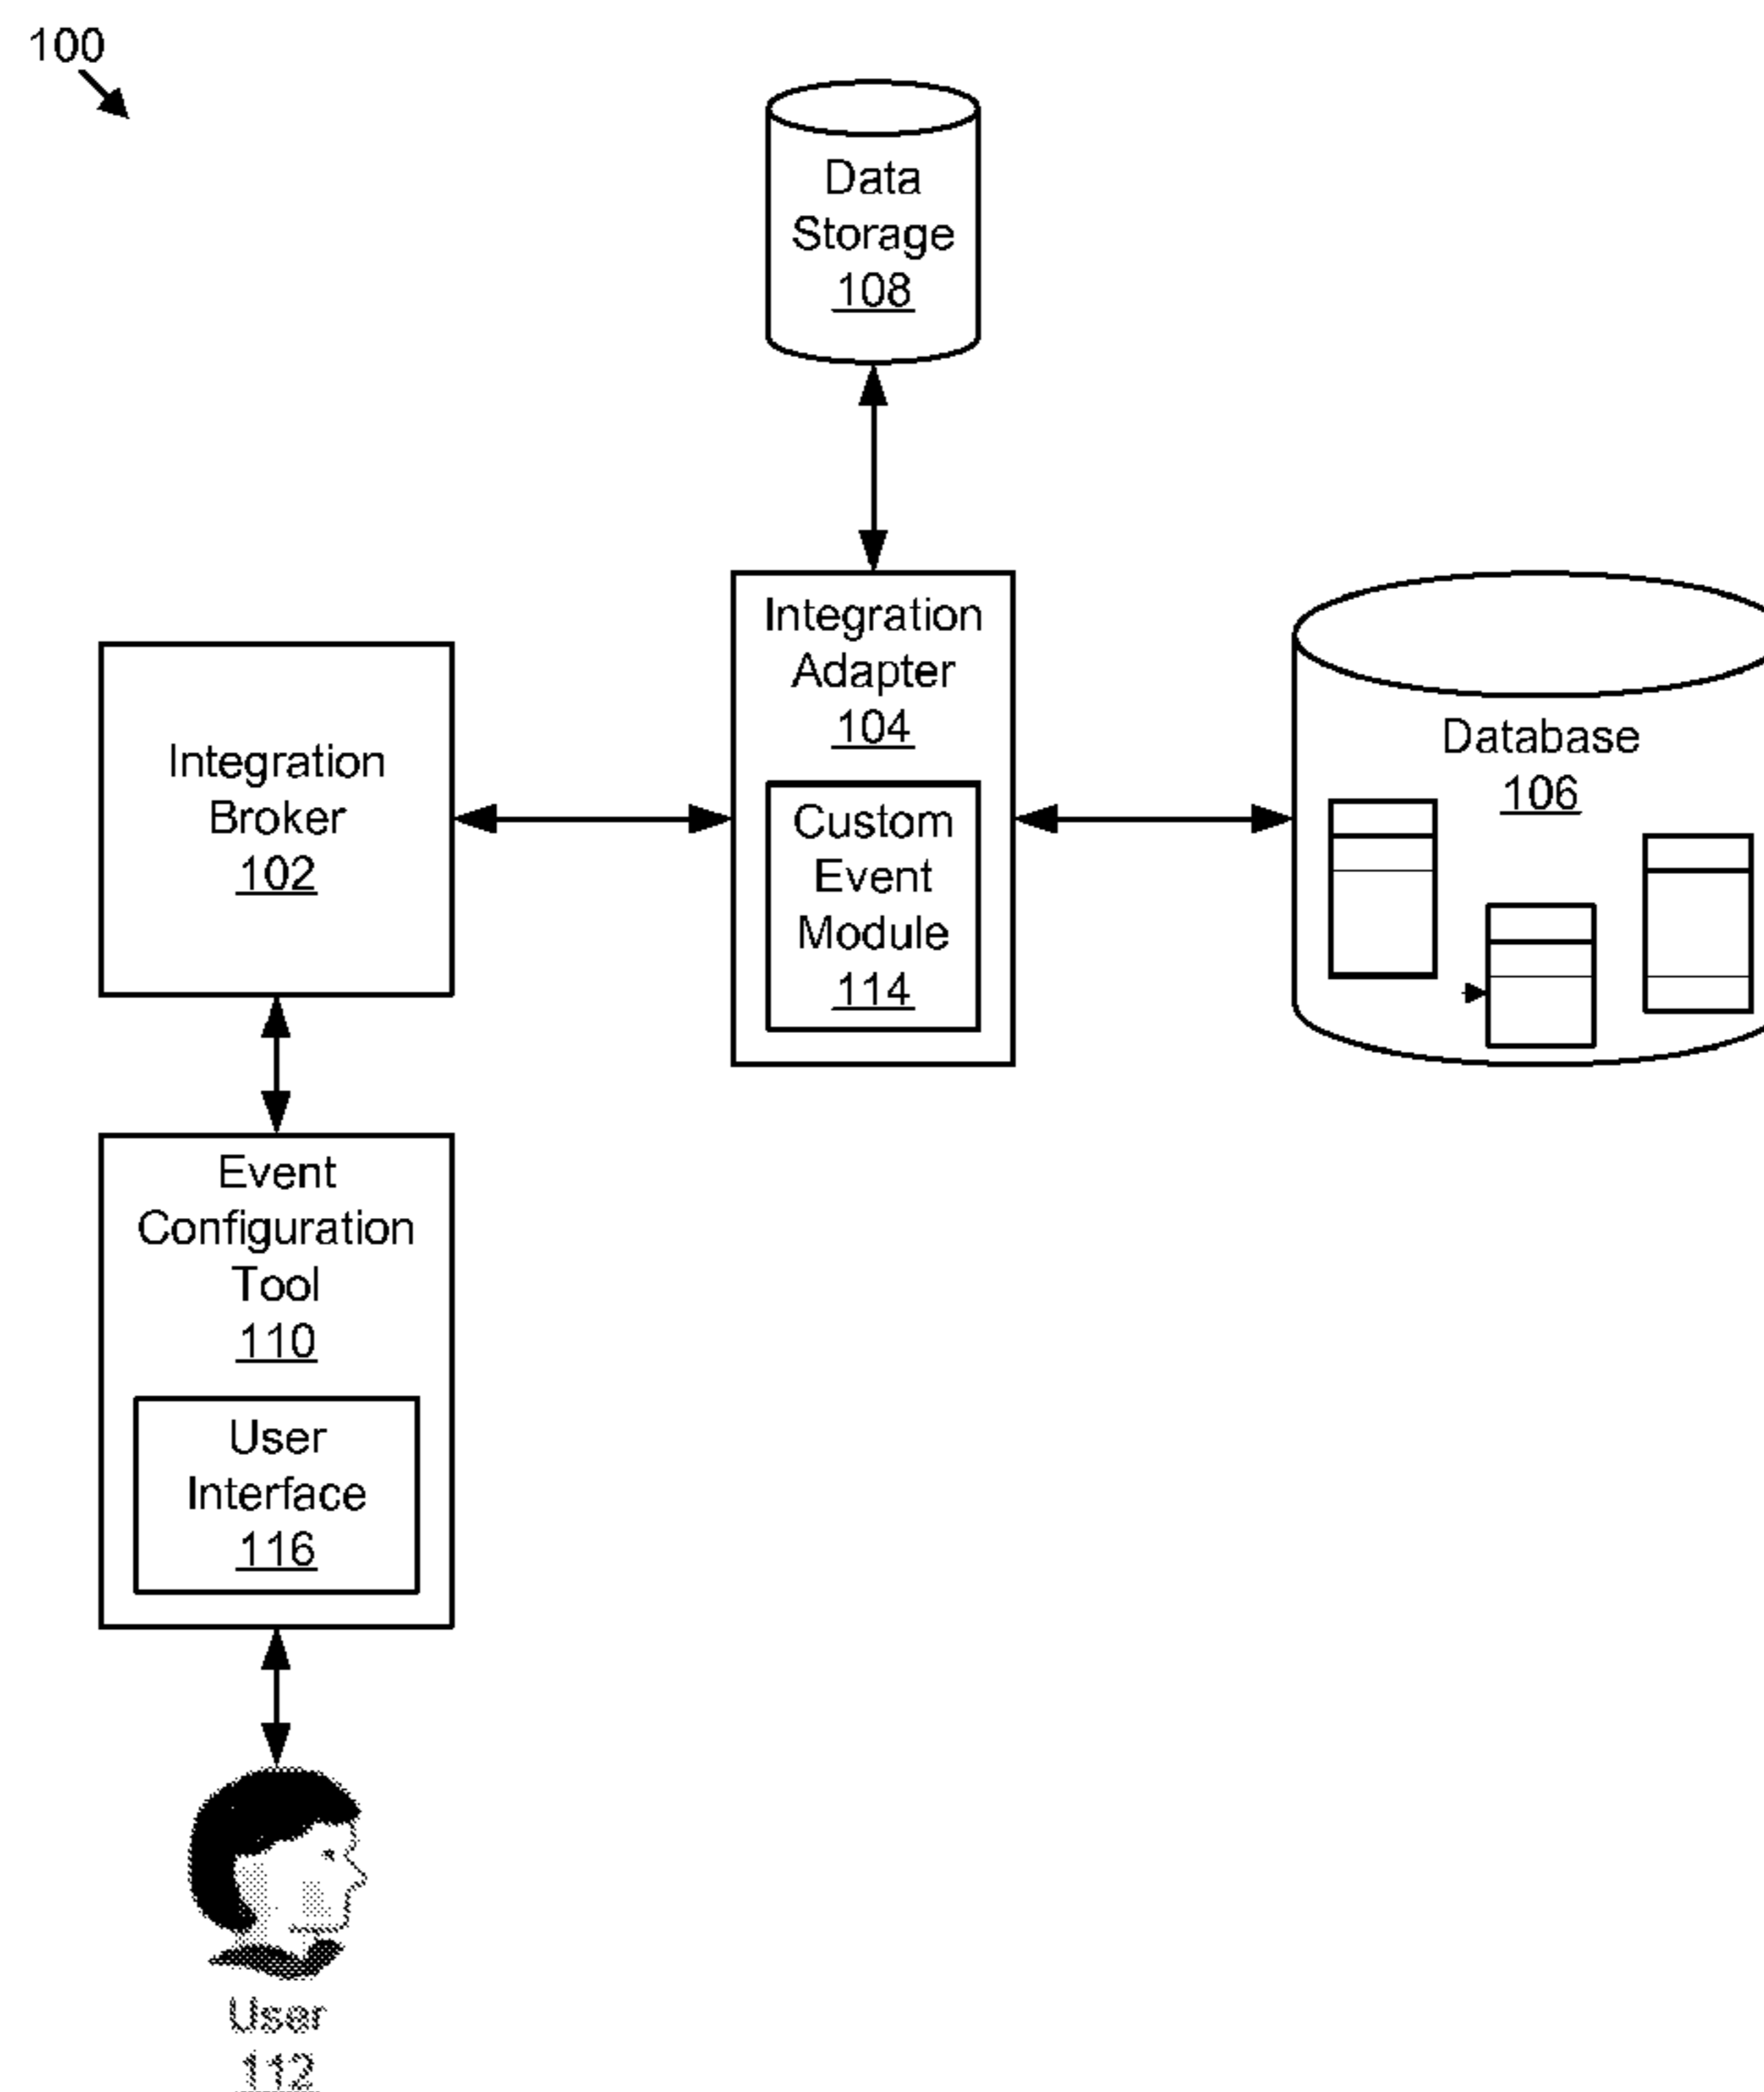 100
Data
Storage
108
Integration
Adapter
104
Custom
Event
Module
114
Integration
Broker
102
Database
106
Event
Configuration
Tool
110
User
Interface
116
User
112